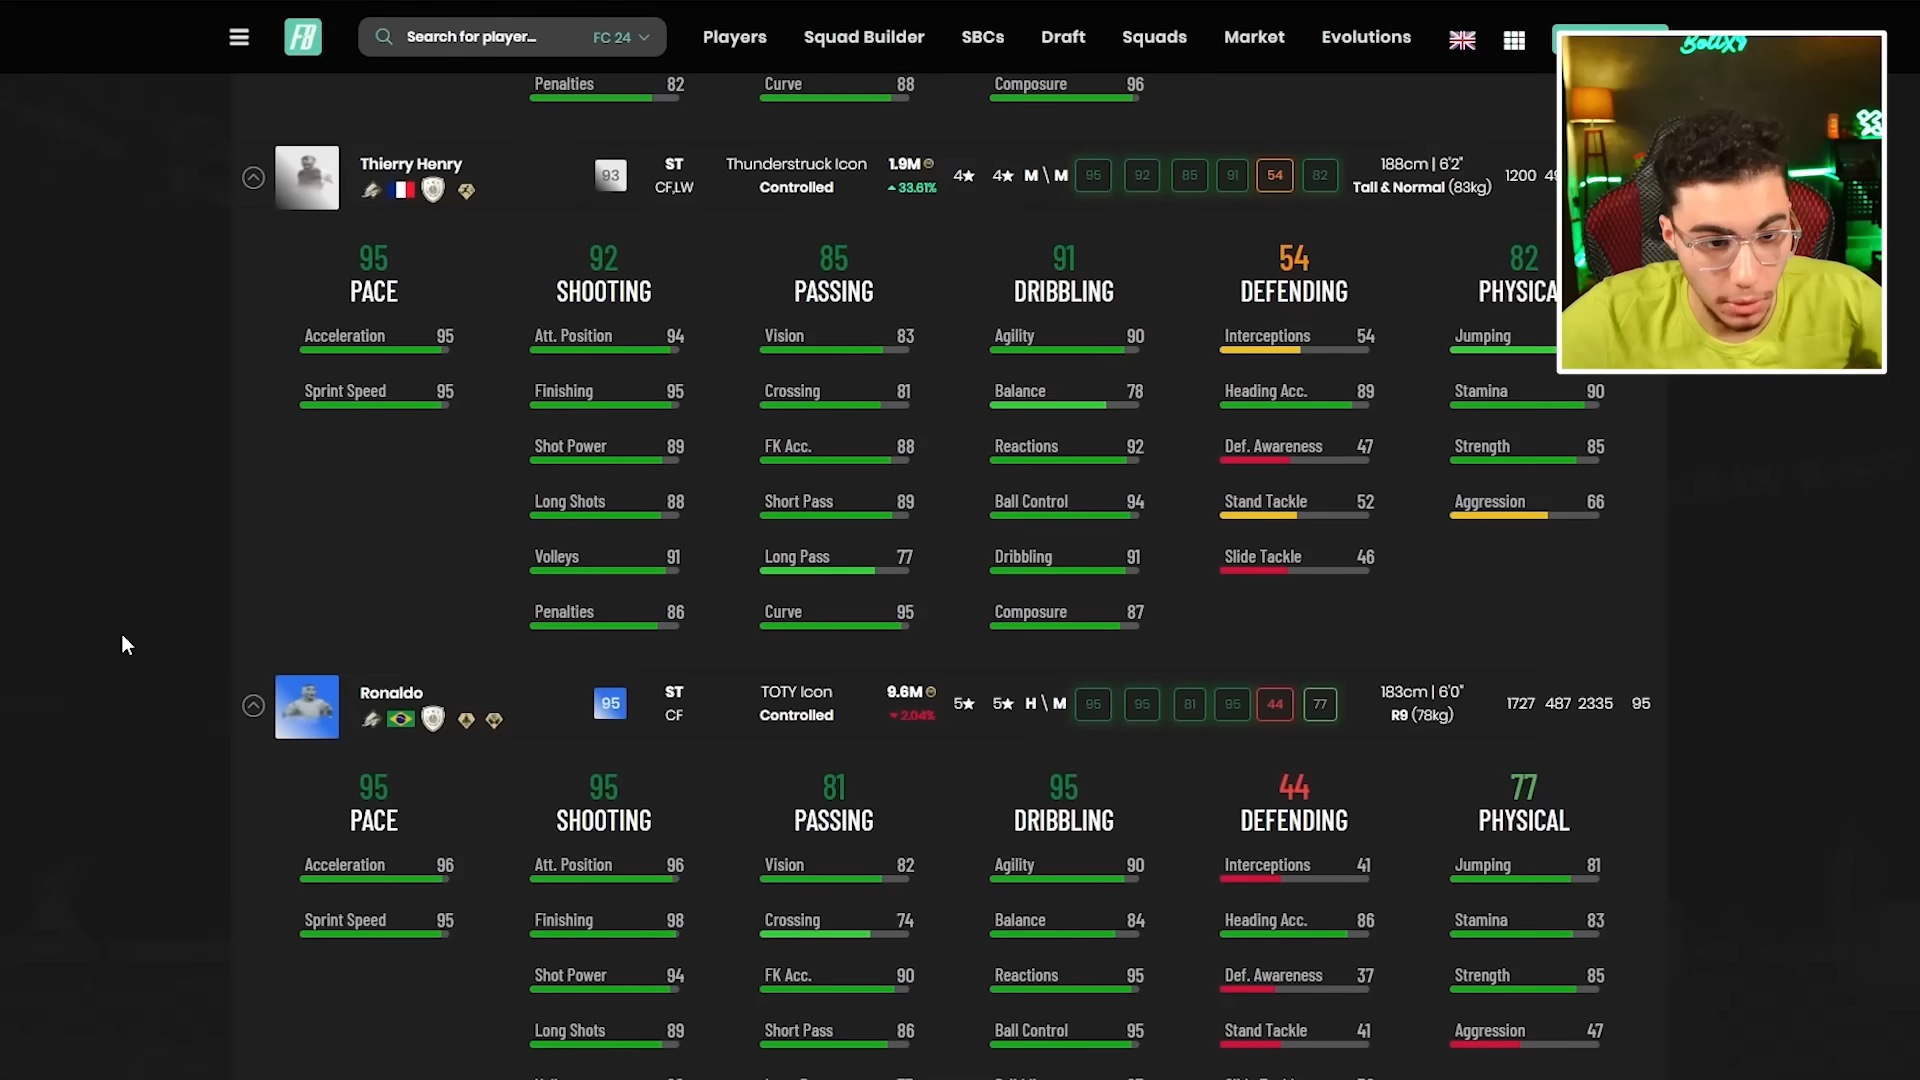 FB Search for player... FC 24 Players Squad Builder SBCs Draft Squads Market Evolutions
BollX9
Penalties 82 Curve 88 Composure 96
Thierry Henry 93 ST CF,LW Thunderstruck Icon Controlled 1.9M 33.61% 4★ 4★ M \ M 95 92 85 91 54 82 188cm | 6'2" Tall & Normal (83kg) 1200
95 92 85 91 54 82
PACE SHOOTING PASSING DRIBBLING DEFENDING PHYSICA
Acceleration 95 Att. Position 94 Vision 83 Agility 90 Interceptions 54 Jumping
Sprint Speed 95 Finishing 95 Crossing 81 Balance 78 Heading Acc. 89 Stamina 90
Shot Power 89 FK Acc. 88 Reactions 92 Def. Awareness 47 Strength 85
Long Shots 88 Short Pass 89 Ball Control 94 Stand Tackle 52 Aggression 66
Volleys 91 Long Pass 77 Dribbling 91 Slide Tackle 46
Penalties 86 Curve 95 Composure 87
Ronaldo 95 ST CF TOTY Icon Controlled 9.6M 2.04% 5★ 5★ H \ M 95 95 81 95 44 77 183cm | 6'0" R9 (78kg) 1727 487 2335 95
95 95 81 95 44 77
PACE SHOOTING PASSING DRIBBLING DEFENDING PHYSICAL
Acceleration 96 Att. Position 96 Vision 82 Agility 90 Interceptions 41 Jumping 81
Sprint Speed 95 Finishing 98 Crossing 74 Balance 84 Heading Acc. 86 Stamina 83
Shot Power 94 FK Acc. 90 Reactions 95 Def. Awareness 37 Strength 85
Long Shots 89 Short Pass 86 Ball Control 95 Stand Tackle 41 Aggression 47